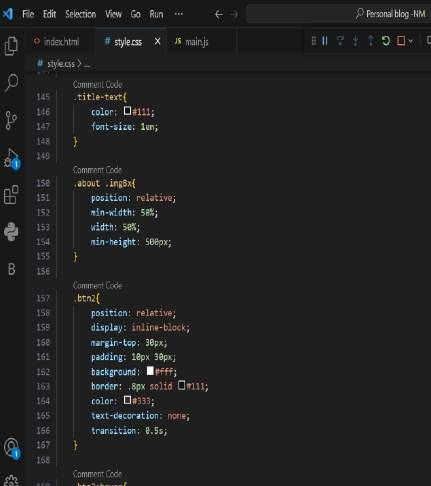 File Edit Selection View Go Run ... Personal blog -NM
index.html # style.css JS main.js
# style.css > ...
Comment Code
145 .title-text{
146 color: #111;
147 font-size: 1em;
148 }
149
Comment Code
150 .about .imgBx{
151 position: relative;
152 min-width: 50%;
153 width: 50%;
154 min-height: 500px;
155 }
156
Comment Code
157 .btn2{
158 position: relative;
159 display: inline-block;
160 margin-top: 30px;
161 padding: 10px 30px;
162 background: #fff;
163 border: .8px solid #111;
164 color: #333;
165 text-decoration: none;
166 transition: 0.5s;
167 }
168
Comment Code